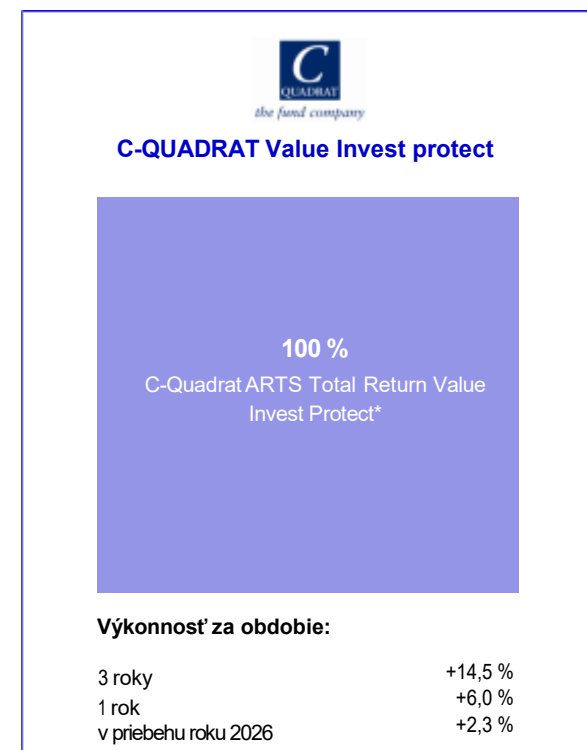 C
QUADRAT
the fund company
C-QUADRAT Value Invest protect
100 %
C-Quadrat ARTS Total Return Value
Invest Protect*
Výkonnosť za obdobie:
3 roky +14,5 %
1 rok +6,0 %
v priebehu roku 2026 +2,3 %